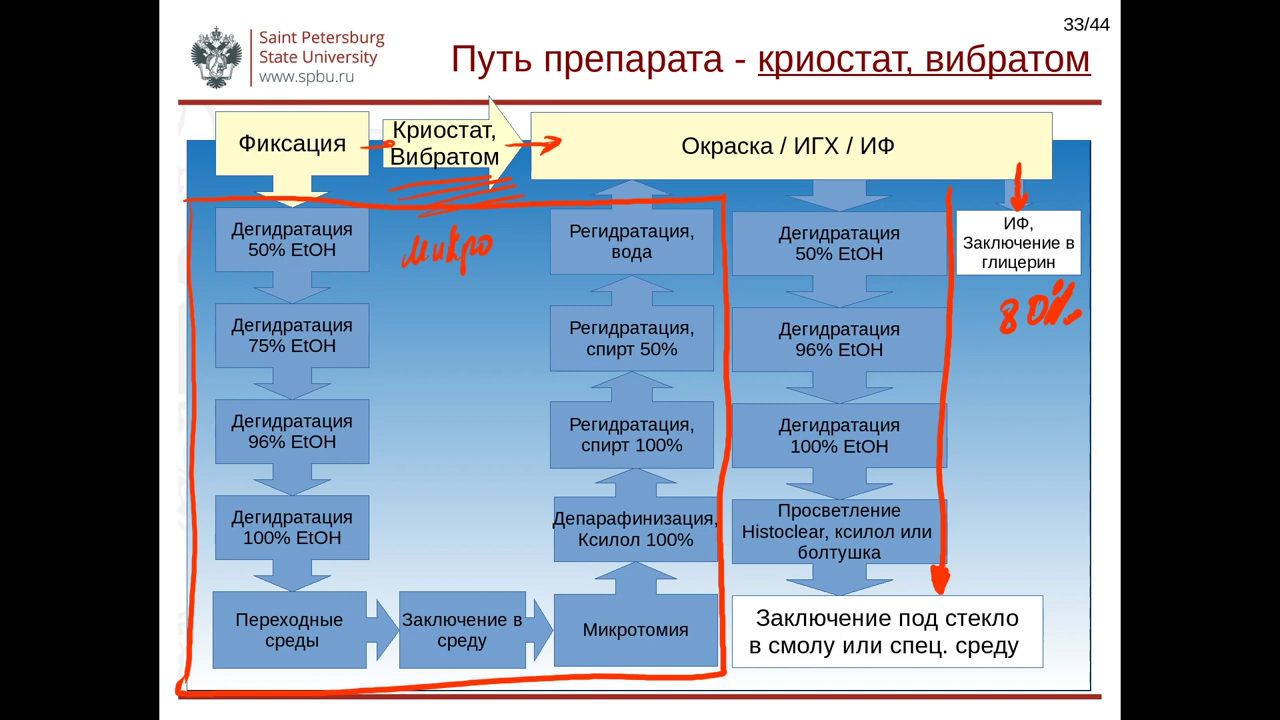 33/44
Saint Petersburg
State University
www.spbu.ru
Путь препарата - криостат, вибратом
Фиксация
Криостат,
Вибратом
Окраска / ИГХ / ИФ
микро
Дегидратация
50% EtOH
Дегидратация
75% EtOH
Дегидратация
96% EtOH
Дегидратация
100% EtOH
Переходные
среды
Заключение в
среду
Микротомия
Депарафинизация,
Ксилол 100%
Регидратация,
спирт 100%
Регидратация,
спирт 50%
Регидратация,
вода
Дегидратация
50% EtOH
Дегидратация
96% EtOH
Дегидратация
100% EtOH
Просветление
Histoclear, ксилол или
болтушка
Заключение под стекло
в смолу или спец. среду
ИФ,
Заключение в
глицерин
80%